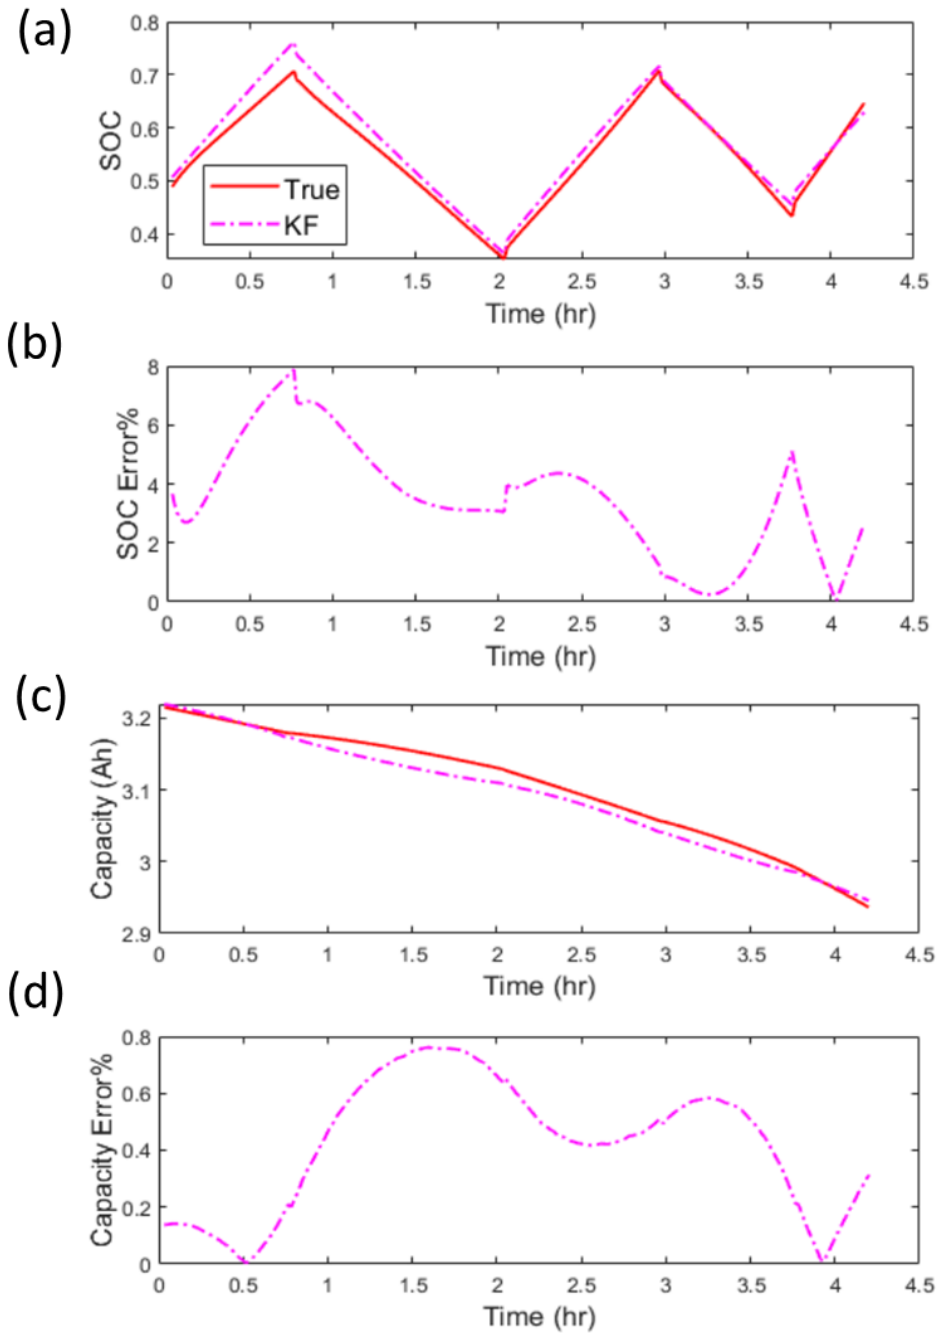 (a)
0.8
0.7
0.6
0.5
0.4
SOC
True
KF
0 0.5 1 1.5 2 2.5 3 3.5 4 4.5
Time (hr)
(b)
8
6
4
2
0
SOC Error%
0 0.5 1 1.5 2 2.5 3 3.5 4 4.5
Time (hr)
(c)
3.2
3.1
3
2.9
Capacity (Ah)
0 0.5 1 1.5 2 2.5 3 3.5 4 4.5
Time (hr)
(d)
0.8
0.6
0.4
0.2
0
Capacity Error%
0 0.5 1 1.5 2 2.5 3 3.5 4 4.5
Time (hr)